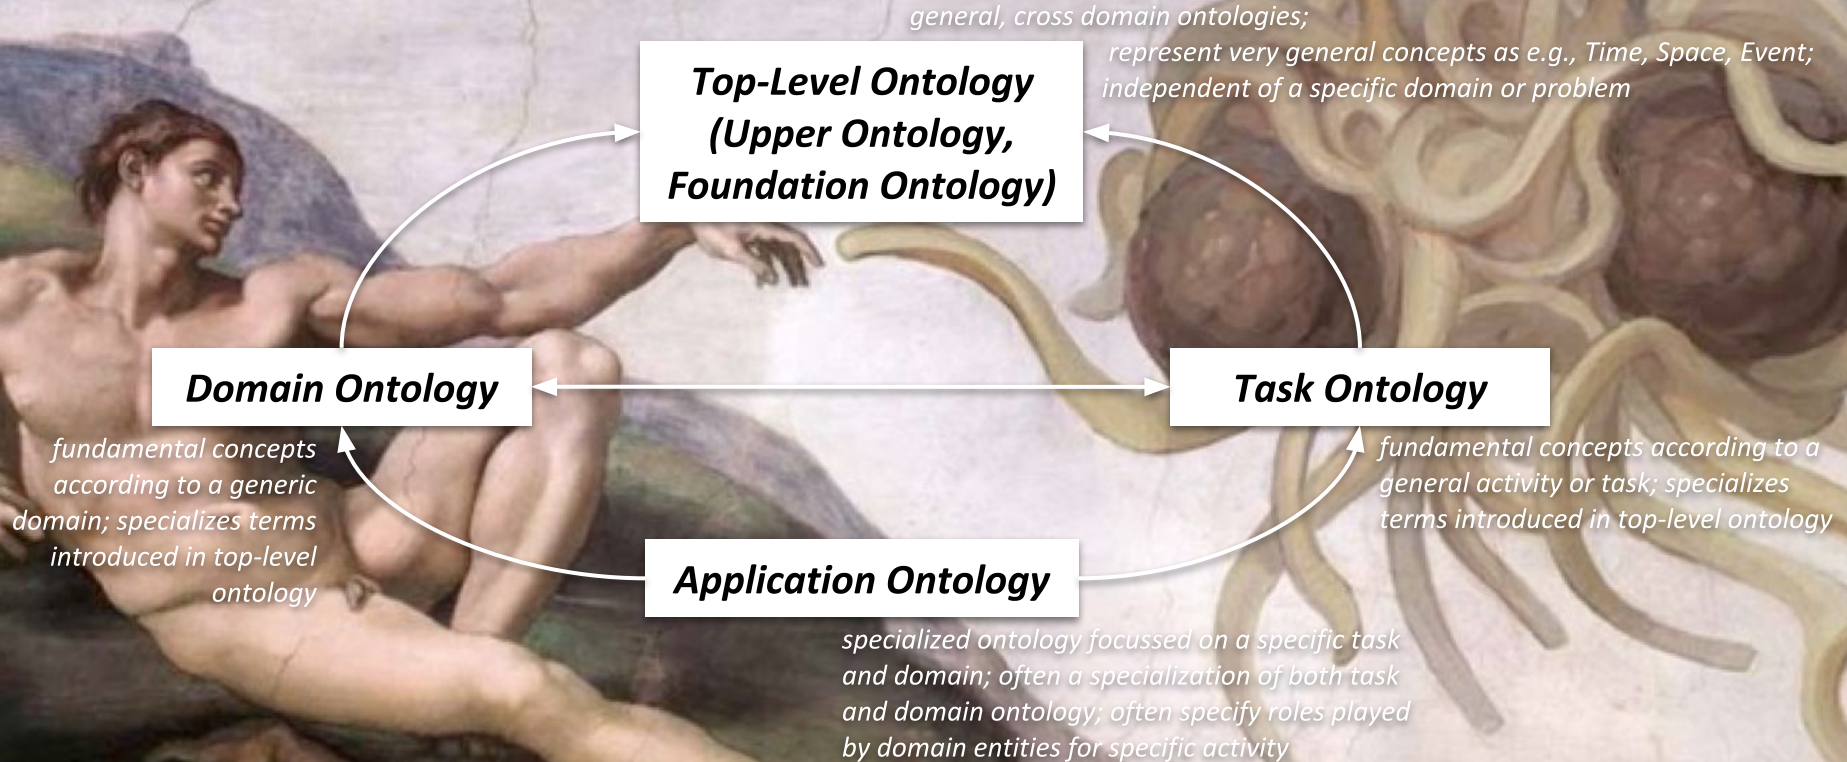 general, cross domain ontologies;
represent very general concepts as e.g., Time, Space, Event;
independent of a specific domain or problem
Top-Level Ontology
(Upper Ontology,
Foundation Ontology)
Domain Ontology
fundamental concepts
according to a generic
domain; specializes terms
introduced in top-level
ontology
Task Ontology
fundamental concepts according to a
general activity or task; specializes
terms introduced in top-level ontology
Application Ontology
specialized ontology focussed on a specific task
and domain; often a specialization of both task
and domain ontology; often specify roles played
by domain entities for specific activity